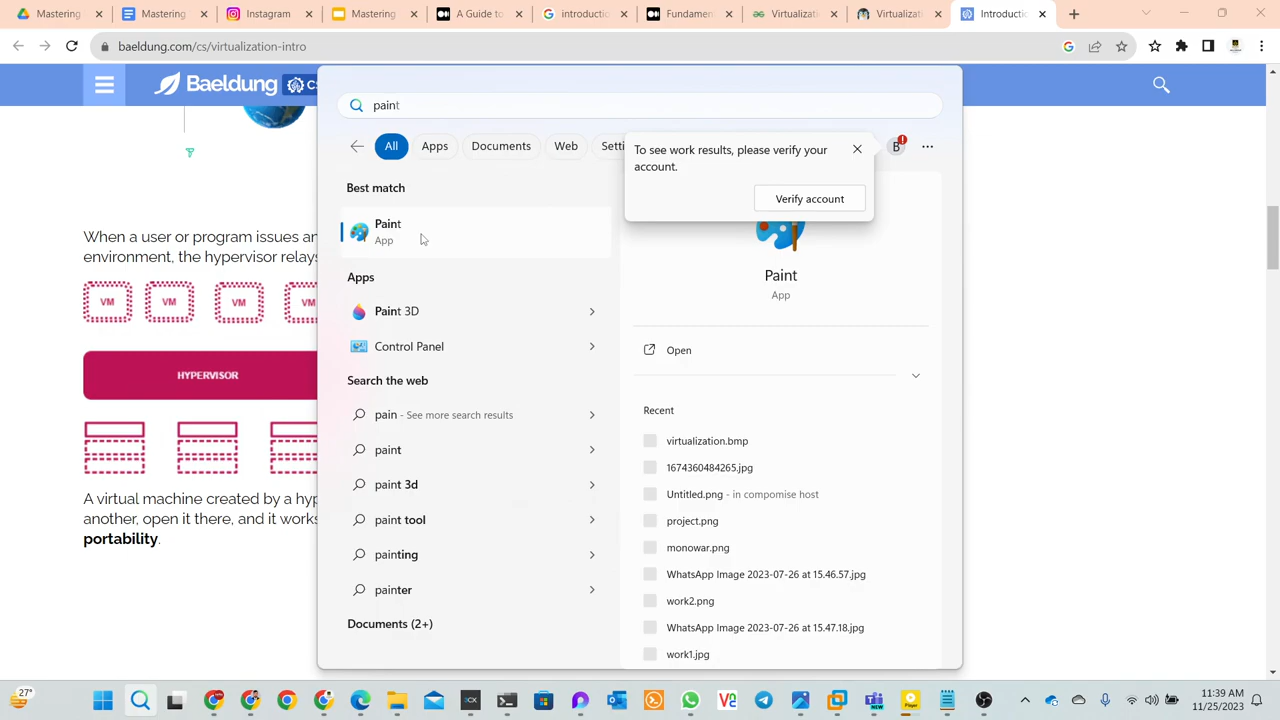 Mastering
Mastering
Instagram
Mastering
A Guide to
introductio
Fundamen
Virtualizati
Virtualizati
Introductio
baeldung.com/cs/virtualization-intro
Baeldung
CS
paint
All
Apps
Documents
Web
Setti
To see work results, please verify your
account.
Verify account
B
Best match
Paint
App
Apps
Paint 3D
Control Panel
Search the web
pain - See more search results
paint
paint 3d
paint tool
painting
painter
Documents (2+)
Paint
App
Open
Recent
virtualization.bmp
1674360484265.jpg
Untitled.png - in compomise host
project.png
monowar.png
WhatsApp Image 2023-07-26 at 15.46.57.jpg
work2.png
WhatsApp Image 2023-07-26 at 15.47.18.jpg
work1.jpg
When a user or program issues an
environment, the hypervisor relays
VM
VM
VM
VM
HYPERVISOR
A virtual machine created by a hyp
another, open it there, and it works
portability.
27°
11:39 AM
11/25/2023